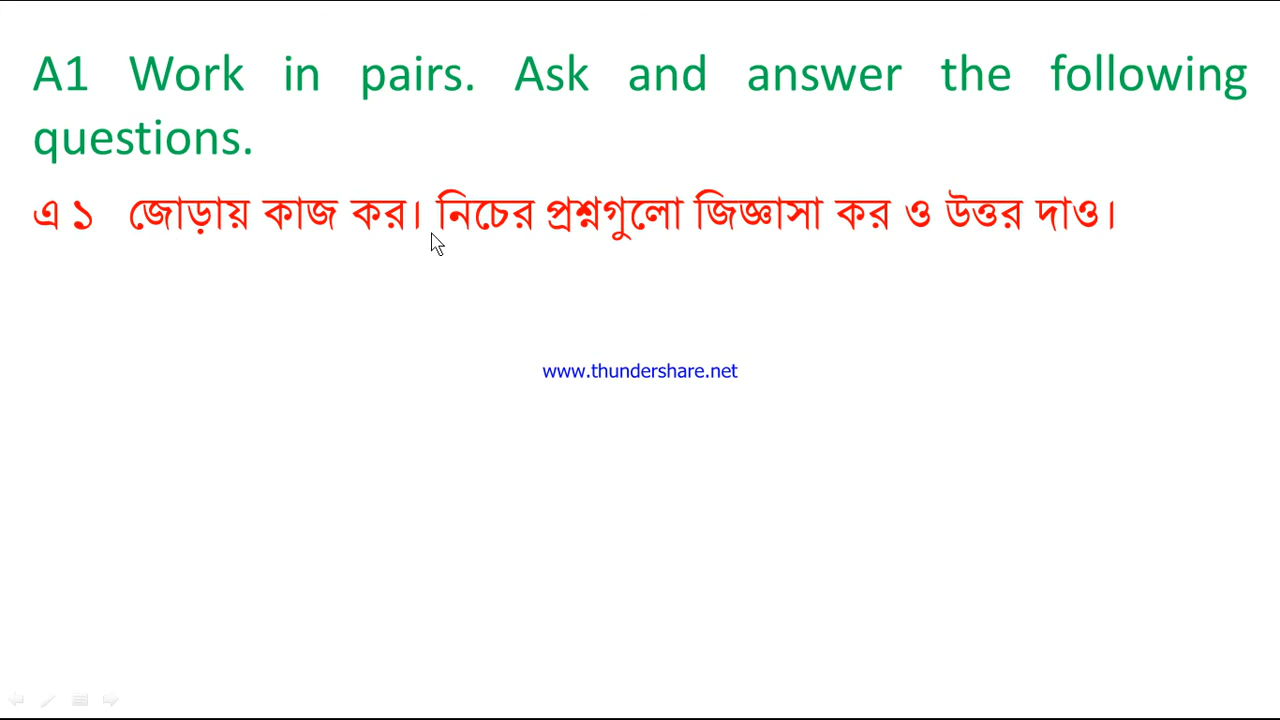 A1 Work in pairs. Ask and answer the following
questions.
এ ১ জোড়ায় কাজ কর। নিচের প্রশ্নগুলো জিজ্ঞাসা কর ও উত্তর দাও।
www.thundershare.net